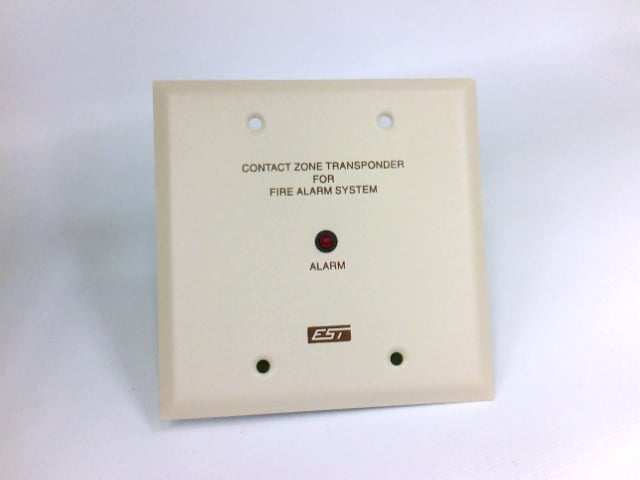 CONTACT ZONE TRANSPONDER
FOR
FIRE ALARM SYSTEM
ALARM
EST